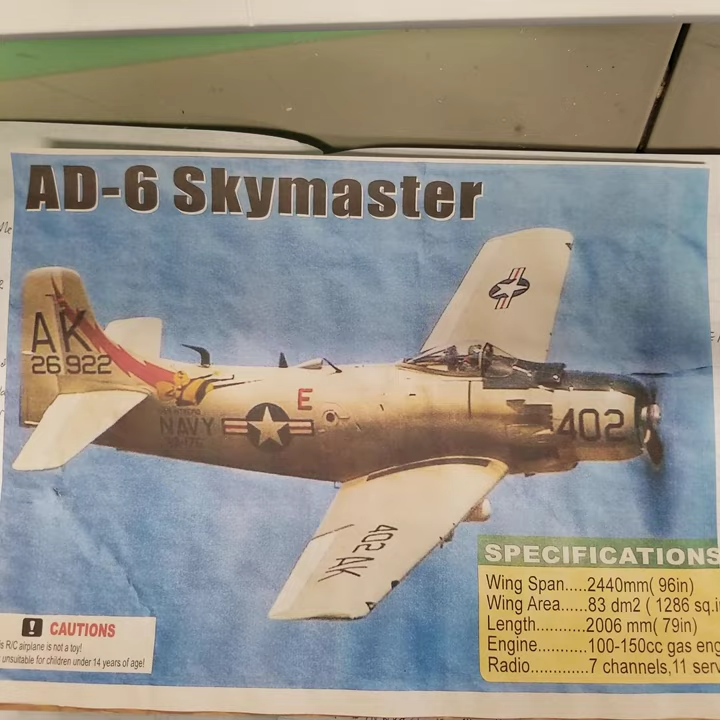 AD-6 Skymaster
AK
26922
E
NAVY
402
402 AK
SPECIFICATIONS
Wing Span.....2440mm( 96in)
Wing Area......83 dm2 ( 1286 sq.i
Length...........2006 mm( 79in)
Engine...........100-150cc gas eng
Radio............7 channels,11 serv
! CAUTIONS
is R/C airplane is not a toy!
unsuitable for children under 14 years of age!